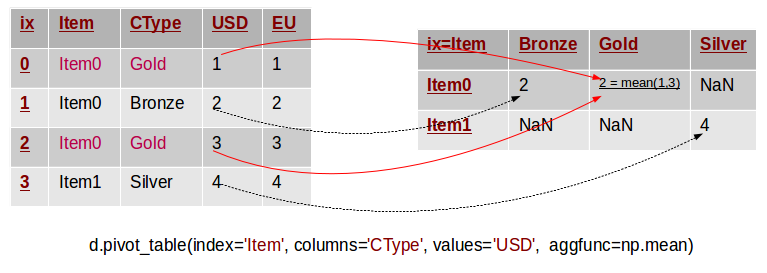 ix Item CType USD EU
0 Item0 Gold 1 1
1 Item0 Bronze 2 2
2 Item0 Gold 3 3
3 Item1 Silver 4 4
ix=Item Bronze Gold Silver
Item0 2 2 = mean(1,3) NaN
Item1 NaN NaN 4
d.pivot_table(index='Item', columns='CType', values='USD', aggfunc=np.mean)